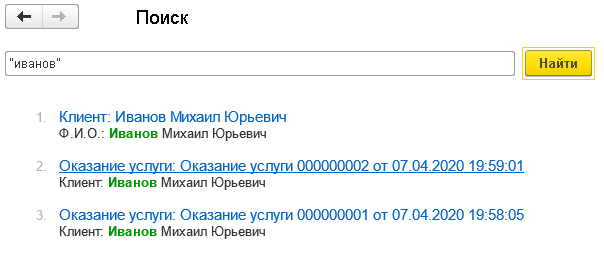 Поиск
"иванов" Найти
1. Клиент: Иванов Михаил Юрьевич
Ф.И.О.: Иванов Михаил Юрьевич
2. Оказание услуги: Оказание услуги 000000002 от 07.04.2020 19:59:01
Клиент: Иванов Михаил Юрьевич
3. Оказание услуги: Оказание услуги 000000001 от 07.04.2020 19:58:05
Клиент: Иванов Михаил Юрьевич